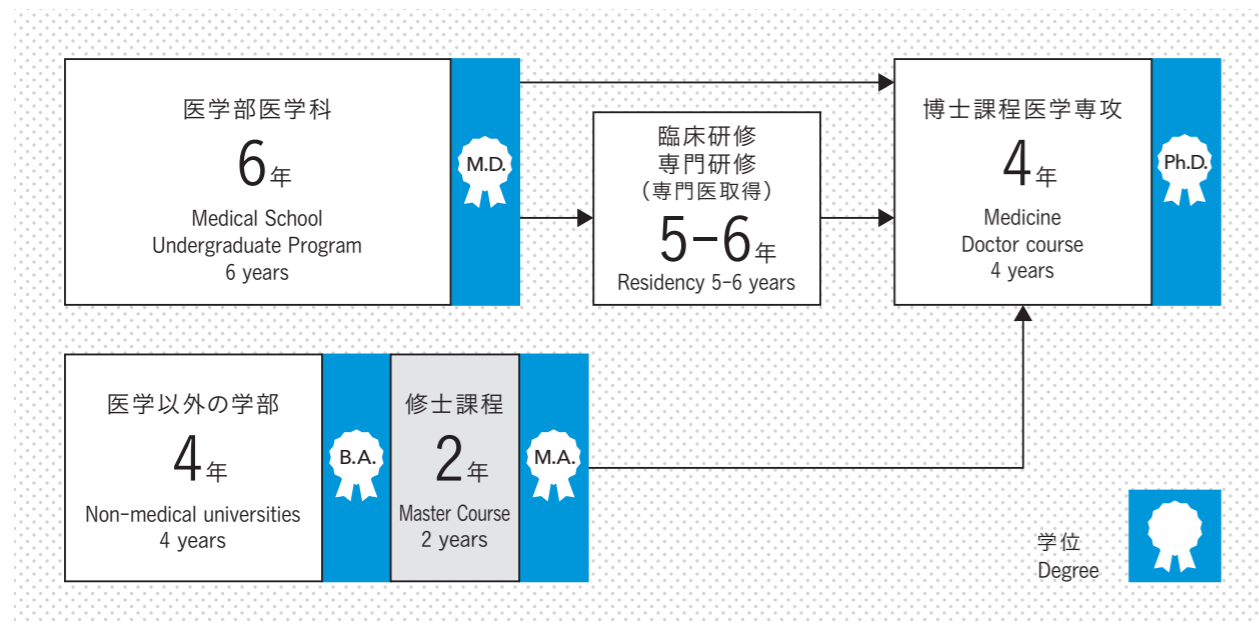 医学部医学科
6年
Medical School
Undergraduate Program
6 years
M.D.
臨床研修
専門研修
（専門医取得）
5-6年
Residency 5-6 years
博士課程医学専攻
4年
Medicine
Doctor course
4 years
Ph.D.
医学以外の学部
4年
Non-medical universities
4 years
B.A.
修士課程
2年
Master Course
2 years
M.A.
学位
Degree